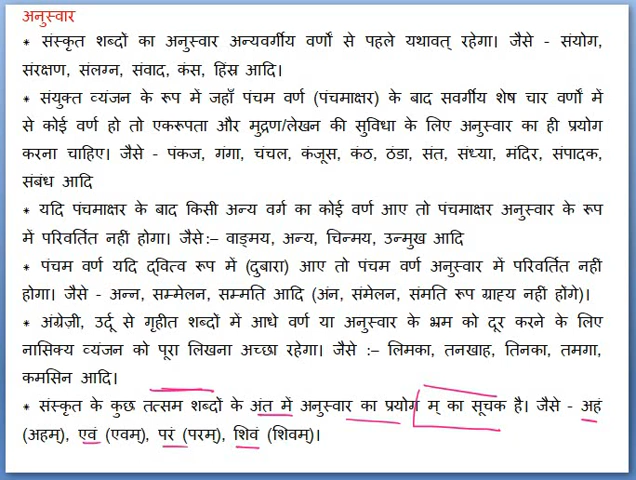 अनुस्वार
* संस्कृत शब्दों का अनुस्वार अन्यवर्गीय वर्णों से पहले यथावत् रहेगा। जैसे - संयोग,
संरक्षण, संलग्न, संवाद, कंस, हिंस्र आदि।
* संयुक्त व्यंजन के रूप में जहाँ पंचम वर्ण (पंचमाक्षर) के बाद सवर्गीय शेष चार वर्णों में
से कोई वर्ण हो तो एकरूपता और मुद्रण/लेखन की सुविधा के लिए अनुस्वार का ही प्रयोग
करना चाहिए। जैसे - पंकज, गंगा, चंचल, कंजूस, कंठ, ठंडा, संत, संध्या, मंदिर, संपादक,
संबंध आदि
* यदि पंचमाक्षर के बाद किसी अन्य वर्ग का कोई वर्ण आए तो पंचमाक्षर अनुस्वार के रूप
में परिवर्तित नहीं होगा। जैसे:– वाङ्मय, अन्य, चिन्मय, उन्मुख आदि
* पंचम वर्ण यदि द्‌वित्व रूप में (दुबारा) आए तो पंचम वर्ण अनुस्वार में परिवर्तित नहीं
होगा। जैसे - अन्न, सम्मेलन, सम्मति आदि (अंन, संमेलन, संमति रूप ग्राह्य नहीं होंगे)।
* अंग्रेज़ी, उर्दू से गृहीत शब्दों में आधे वर्ण या अनुस्वार के भ्रम को दूर करने के लिए
नासिक्य व्यंजन को पूरा लिखना अच्छा रहेगा। जैसे :– लिमका, तनखाह, तिनका, तमगा,
कमसिन आदि।
* संस्कृत के कुछ तत्सम शब्दों के अंत में अनुस्वार का प्रयोग म् का सूचक है। जैसे - अहं
(अहम्), एवं (एवम्), परं (परम्), शिवं (शिवम्)।